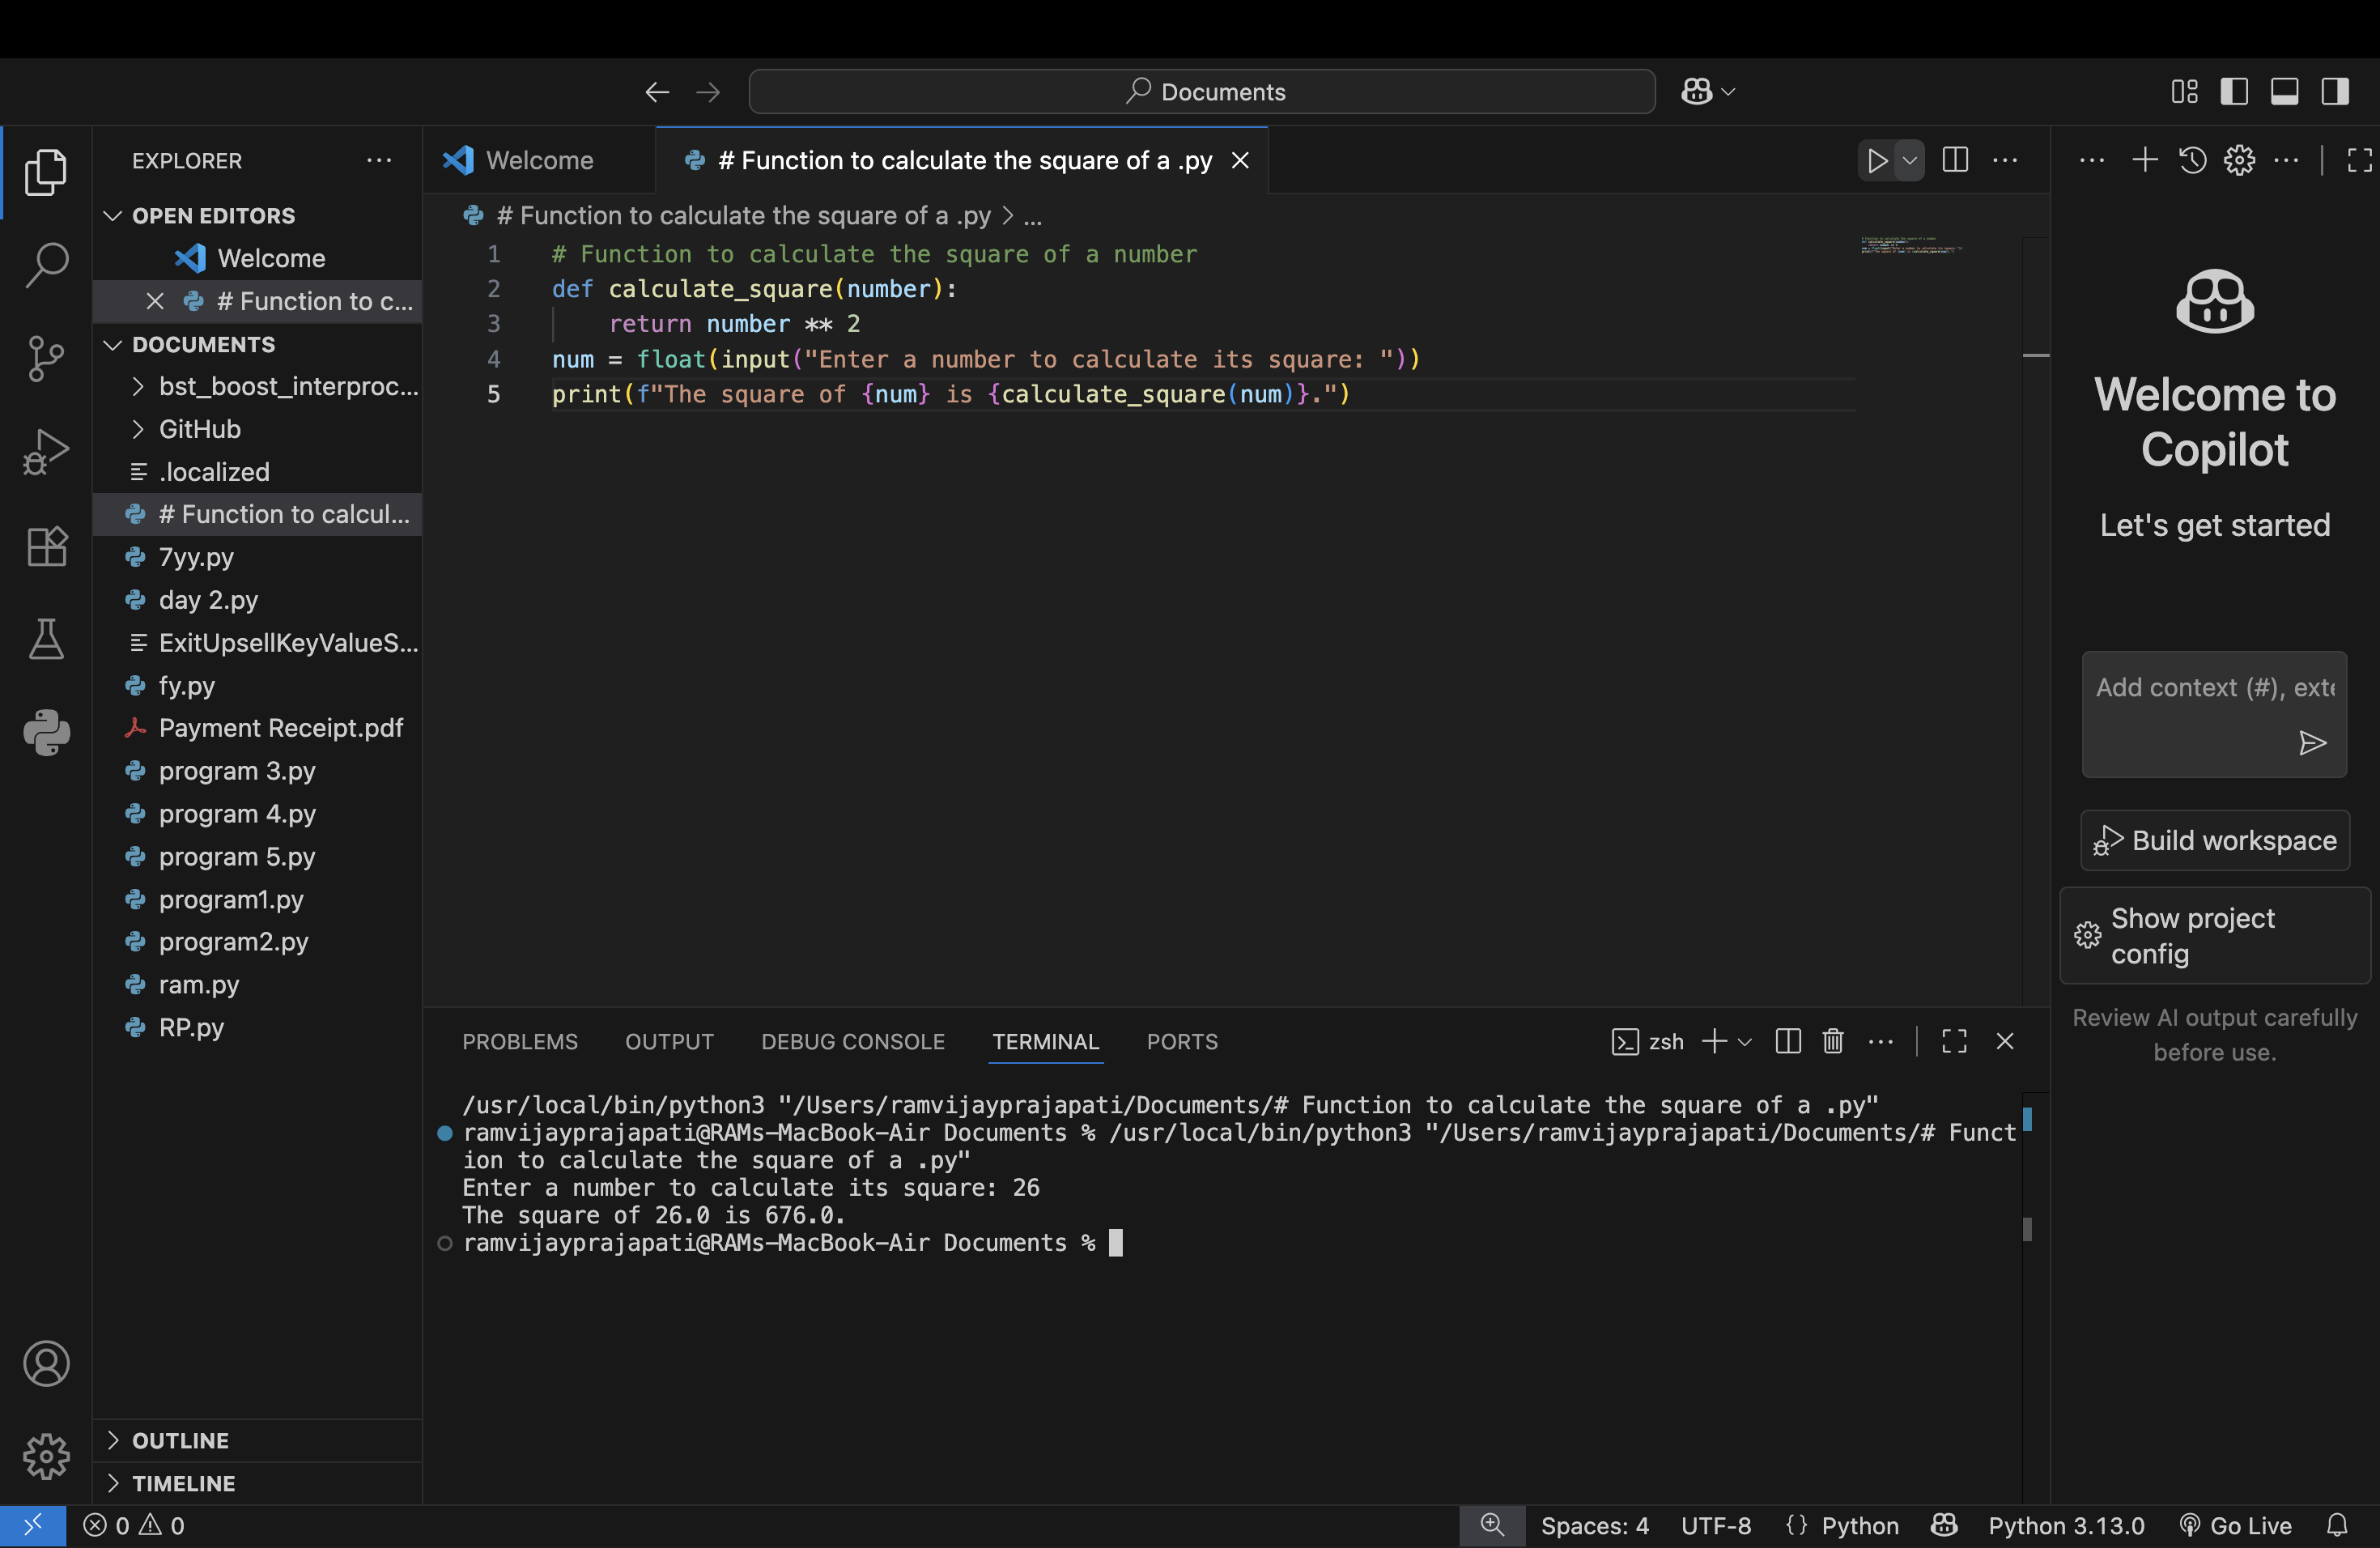 Documents
EXPLORER
OPEN EDITORS
Welcome
# Function to c...
DOCUMENTS
bst_boost_interproc...
GitHub
.localized
# Function to calcul...
7yy.py
day 2.py
ExitUpsellKeyValueS...
fy.py
Payment Receipt.pdf
program 3.py
program 4.py
program 5.py
program1.py
program2.py
ram.py
RP.py
OUTLINE
TIMELINE
Welcome
# Function to calculate the square of a .py
# Function to calculate the square of a .py > ...
1 # Function to calculate the square of a number
2 def calculate_square(number):
3     return number ** 2
4 num = float(input("Enter a number to calculate its square: "))
5 print(f"The square of {num} is {calculate_square(num)}.")
PROBLEMS OUTPUT DEBUG CONSOLE TERMINAL PORTS zsh
/usr/local/bin/python3 "/Users/ramvijayprajapati/Documents/# Function to calculate the square of a .py"
ramvijayprajapati@RAMs-MacBook-Air Documents % /usr/local/bin/python3 "/Users/ramvijayprajapati/Documents/# Funct
ion to calculate the square of a .py"
Enter a number to calculate its square: 26
The square of 26.0 is 676.0.
ramvijayprajapati@RAMs-MacBook-Air Documents %
Welcome to
Copilot
Let's get started
Add context (#), exte
Build workspace
Show project
config
Review AI output carefully
before use.
0 0 Spaces: 4 UTF-8 {} Python Python 3.13.0 Go Live